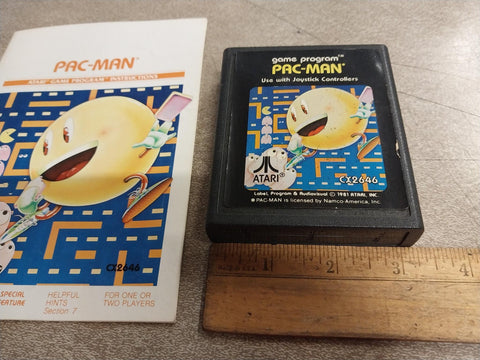 PAC-MAN®
ATARI® GAME PROGRAM™ INSTRUCTIONS
CX2646
SPECIAL
FEATURE
HELPFUL
HINTS
Section 7
FOR ONE OR
TWO PLAYERS
game program™
PAC-MAN®
Use with Joystick Controllers
ATARI®
CX2646
Label, Program & Audiovisual © 1981 ATARI, INC.
● PAC-MAN is licensed by Namco-America, Inc.
1
2
3
4